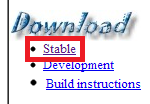 Download
Stable
Development
Build instructions